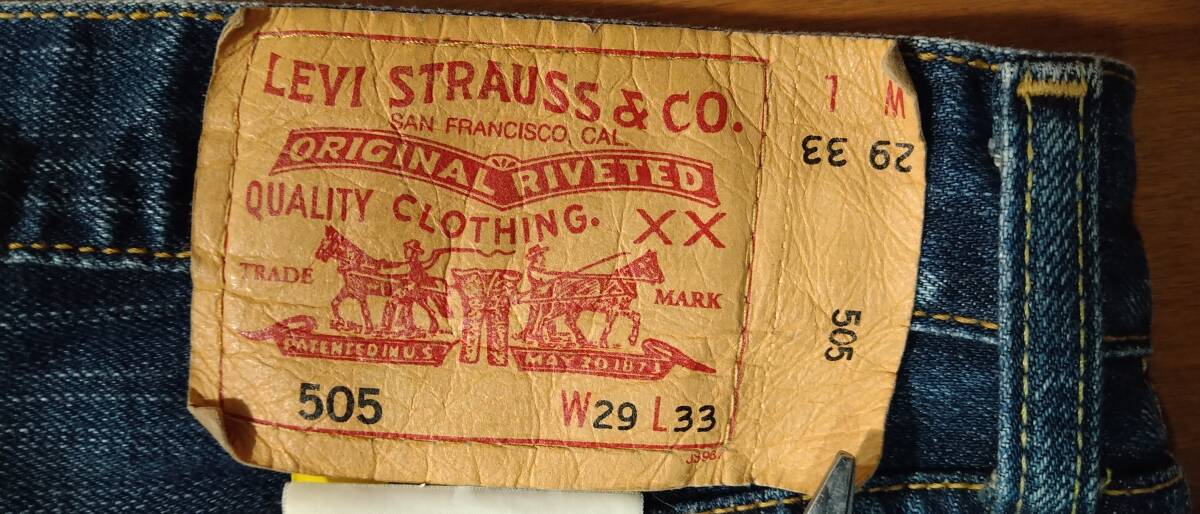 LEVI STRAUSS & CO.
SAN FRANCISCO CAL.
ORIGINAL RIVETED
QUALITY CLOTHING. XX
TRADE MARK
PATENTED IN U.S. MAY 20 1873
505 W29 L33
W L
29 33
505